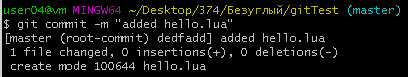 user04@vm MINGW64 ~/Desktop/374/Безуглый/gitTest (master)
$ git commit -m "added hello.lua"
[master (root-commit) dedfadd] added hello.lua
1 file changed, 0 insertions(+), 0 deletions(-)
create mode 100644 hello.lua